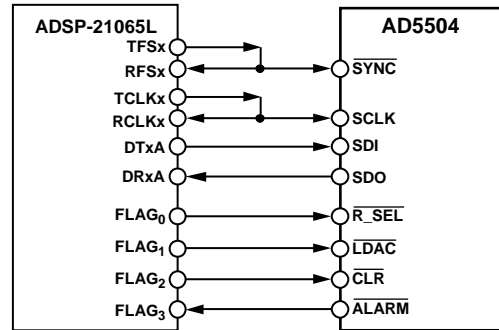 ADSP-21065L
TFSx
RFSx
TCLKx
RCLKx
DTxA
DRxA
FLAG0
FLAG1
FLAG2
FLAG3
AD5504
SYNC
SCLK
SDI
SDO
R_SEL
LDAC
CLR
ALARM